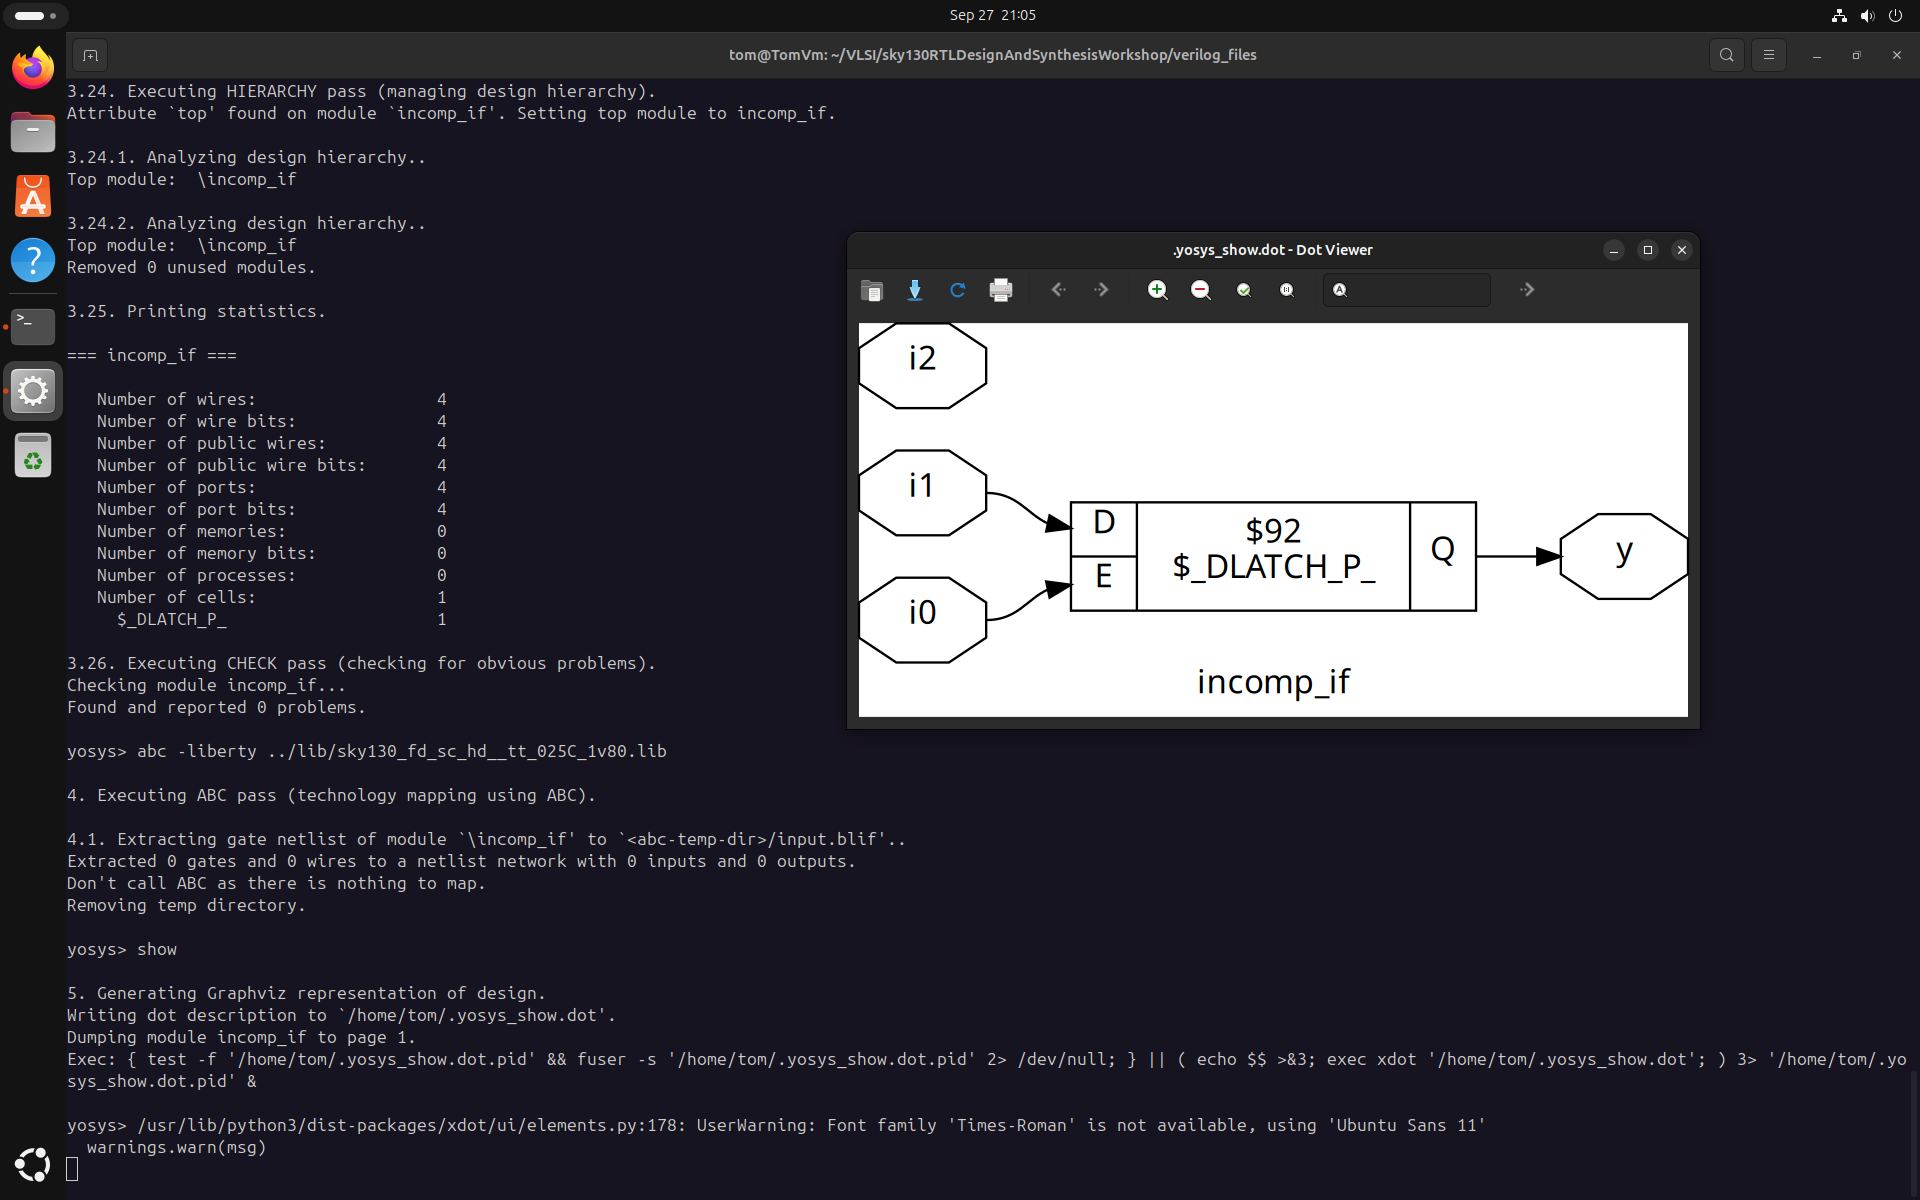 Sep 27 21:05
tom@TomVm: ~/VLSI/sky130RTLDesignAndSynthesisWorkshop/verilog_files
3.24. Executing HIERARCHY pass (managing design hierarchy).
Attribute `top' found on module `incomp_if'. Setting top module to incomp_if.
3.24.1. Analyzing design hierarchy..
Top module:  \incomp_if
3.24.2. Analyzing design hierarchy..
Top module:  \incomp_if
Removed 0 unused modules.
3.25. Printing statistics.
=== incomp_if ===
Number of wires: 4
Number of wire bits: 4
Number of public wires: 4
Number of public wire bits: 4
Number of ports: 4
Number of port bits: 4
Number of memories: 0
Number of memory bits: 0
Number of processes: 0
Number of cells: 1
$_DLATCH_P_ 1
3.26. Executing CHECK pass (checking for obvious problems).
Checking module incomp_if...
Found and reported 0 problems.
yosys> abc -liberty ../lib/sky130_fd_sc_hd__tt_025C_1v80.lib
4. Executing ABC pass (technology mapping using ABC).
4.1. Extracting gate netlist of module `\incomp_if' to `<abc-temp-dir>/input.blif'..
Extracted 0 gates and 0 wires to a netlist network with 0 inputs and 0 outputs.
Don't call ABC as there is nothing to map.
Removing temp directory.
yosys> show
5. Generating Graphviz representation of design.
Writing dot description to `/home/tom/.yosys_show.dot'.
Dumping module incomp_if to page 1.
Exec: { test -f '/home/tom/.yosys_show.dot.pid' && fuser -s '/home/tom/.yosys_show.dot.pid' 2> /dev/null; } || ( echo $$ >&3; exec xdot '/home/tom/.yosys_show.dot'; ) 3> '/home/tom/.yo
sys_show.dot.pid' &
yosys> /usr/lib/python3/dist-packages/xdot/ui/elements.py:178: UserWarning: Font family 'Times-Roman' is not available, using 'Ubuntu Sans 11'
warnings.warn(msg)
.yosys_show.dot - Dot Viewer
i2
i1
i0
D
E
$92
$_DLATCH_P_
Q
y
incomp_if